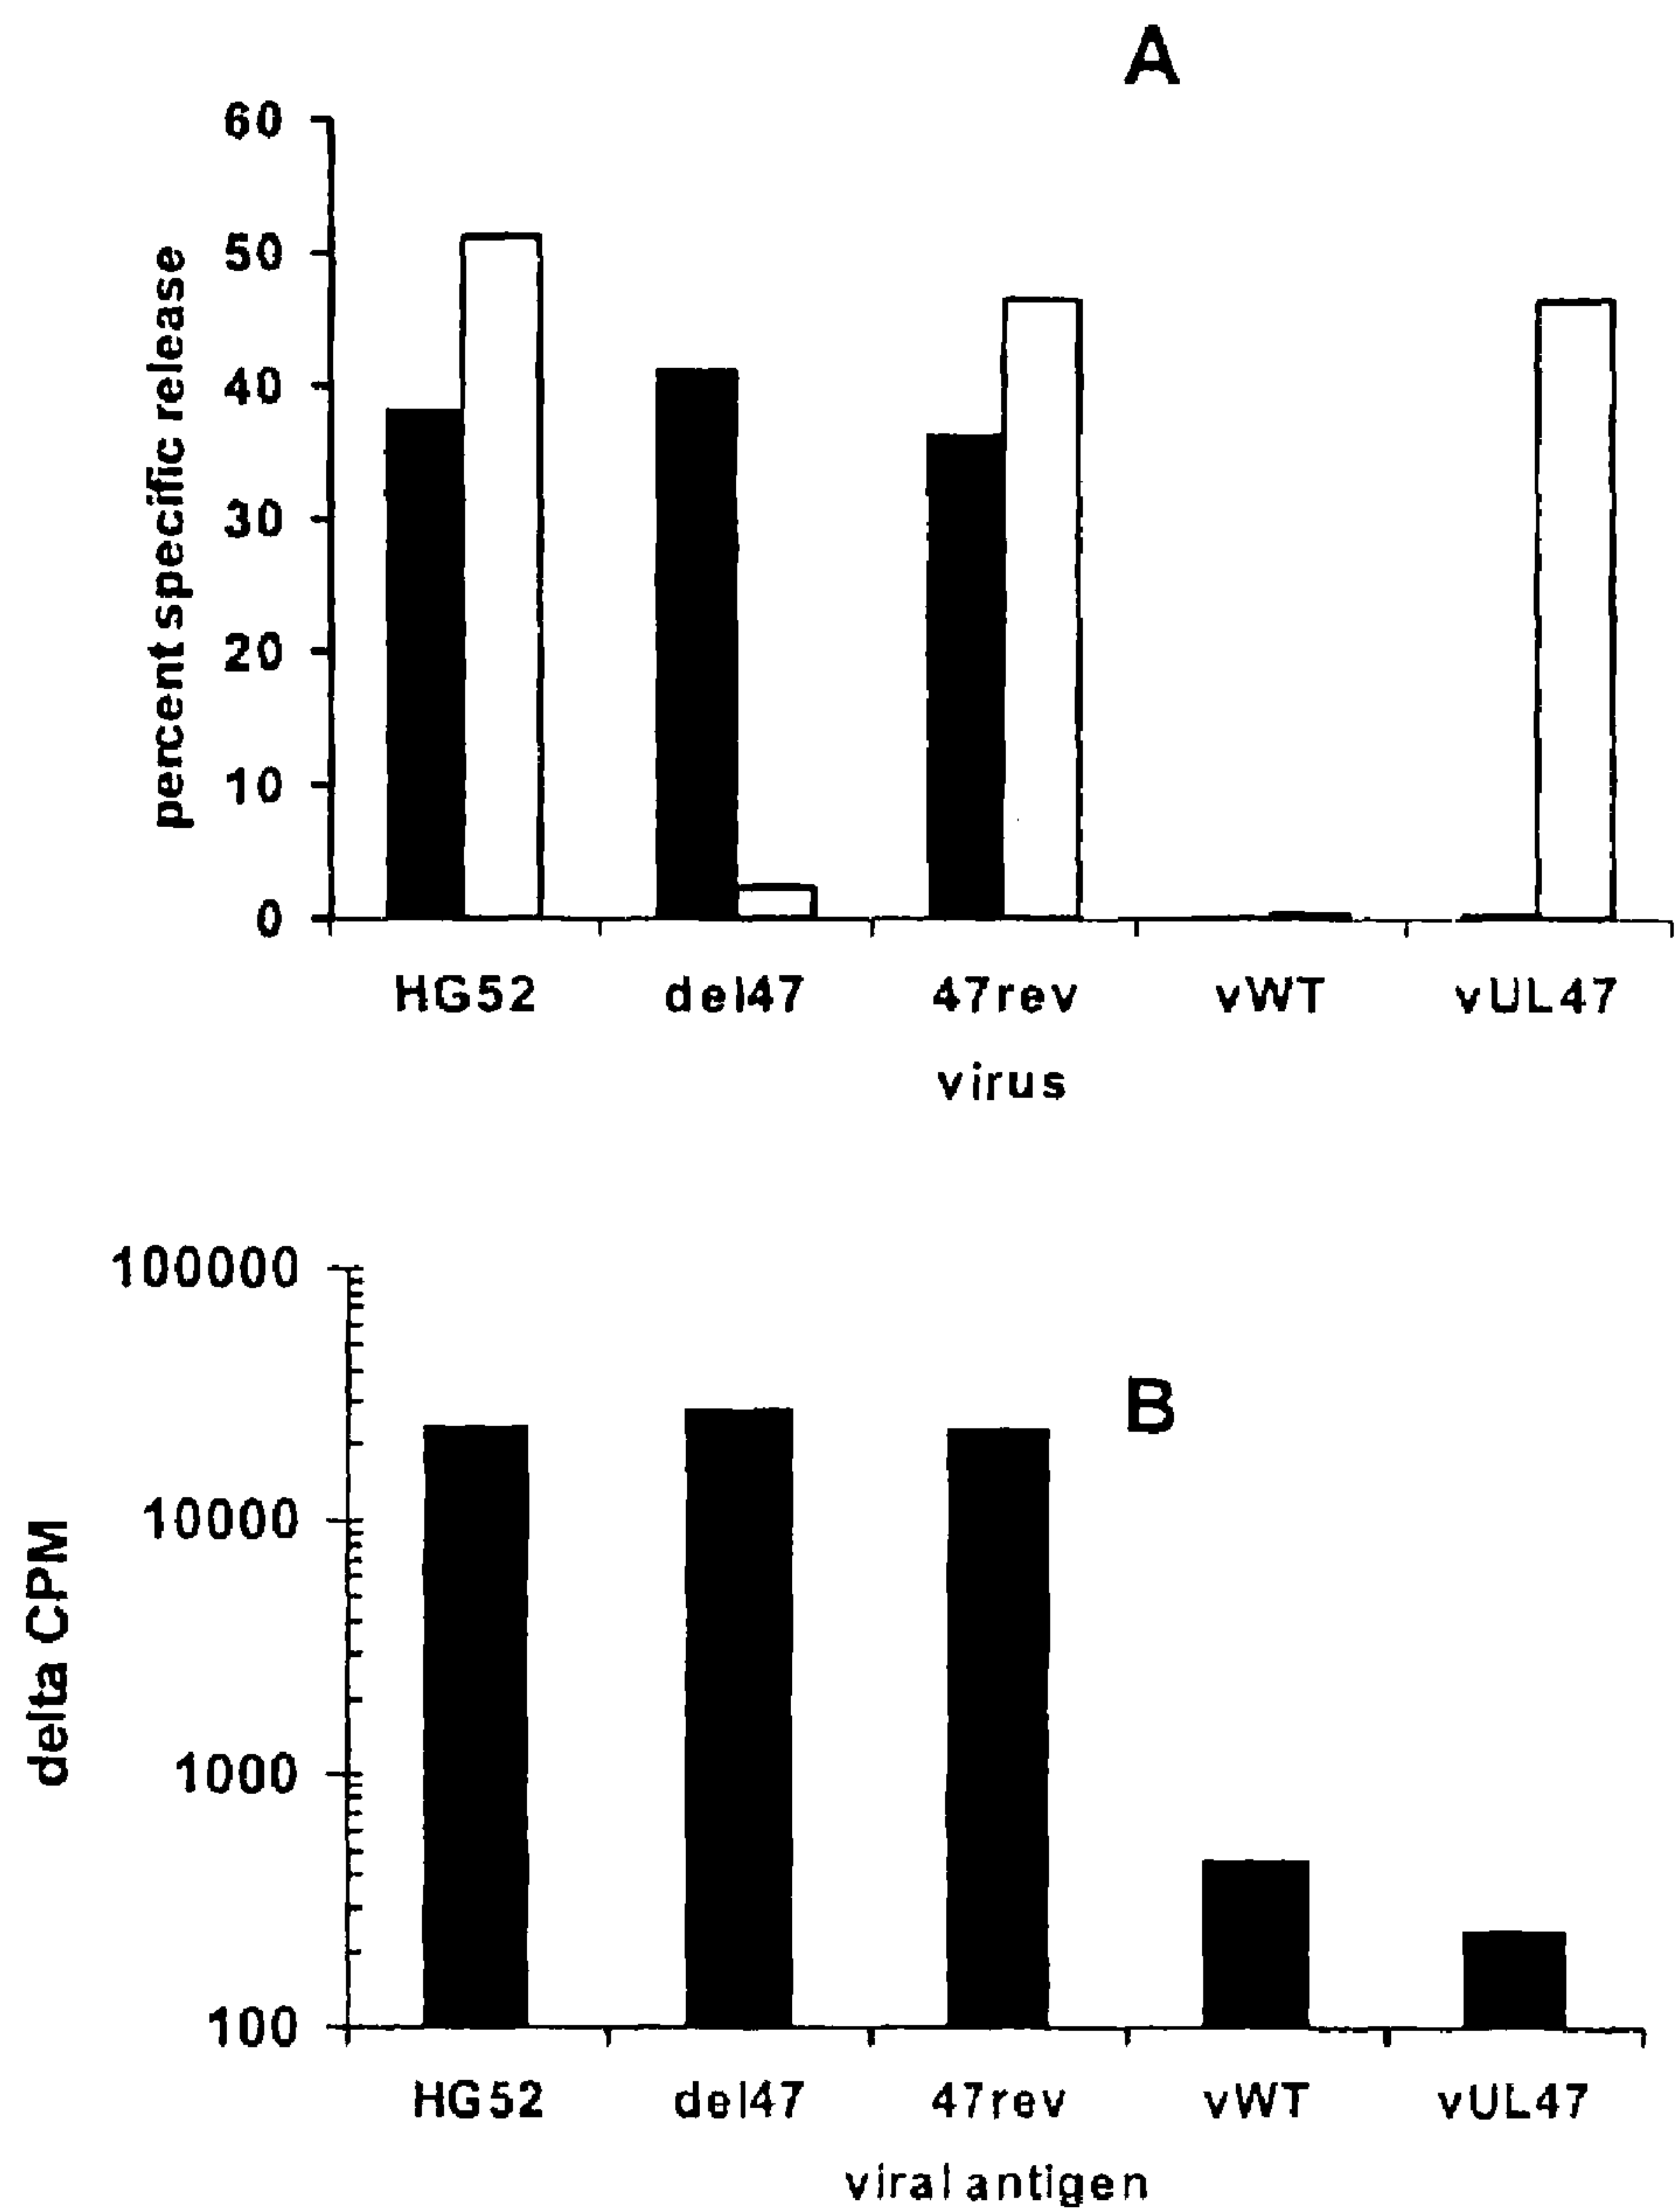 A
60
50
40
30
20
10
0
percent specific release
HG52 del47 47rev vWT vUL47
virus
B
100000
10000
1000
100
delta CPM
HG52 del47 47rev vWT vUL47
viral antigen